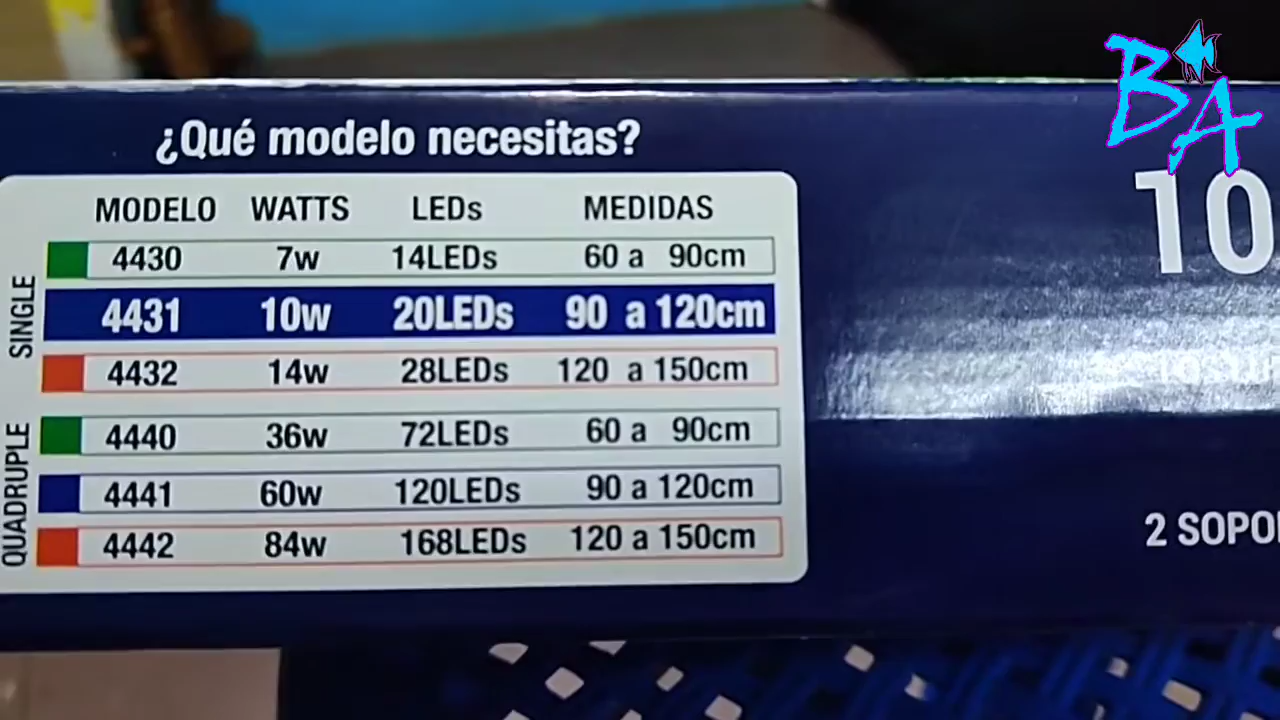 BA
¿Qué modelo necesitas?
MODELO WATTS LEDs MEDIDAS
SINGLE
4430 7w 14LEDs 60 a 90cm
4431 10w 20LEDs 90 a 120cm
4432 14w 28LEDs 120 a 150cm
QUADRUPLE
4440 36w 72LEDs 60 a 90cm
4441 60w 120LEDs 90 a 120cm
4442 84w 168LEDs 120 a 150cm
10
2 SOPO